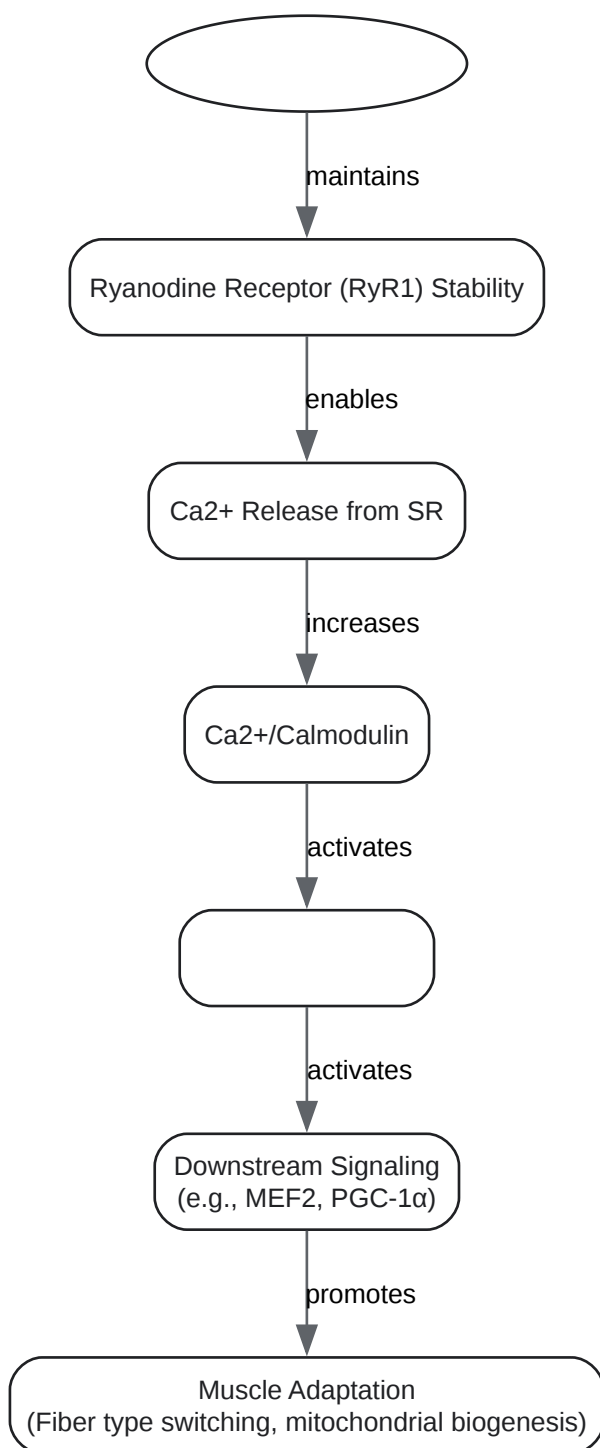 maintains
Ryanodine Receptor (RyR1) Stability
enables
Ca2+ Release from SR
increases
Ca2+/Calmodulin
activates
activates
Downstream Signaling
(e.g., MEF2, PGC-1α)
promotes
Muscle Adaptation
(Fiber type switching, mitochondrial biogenesis)